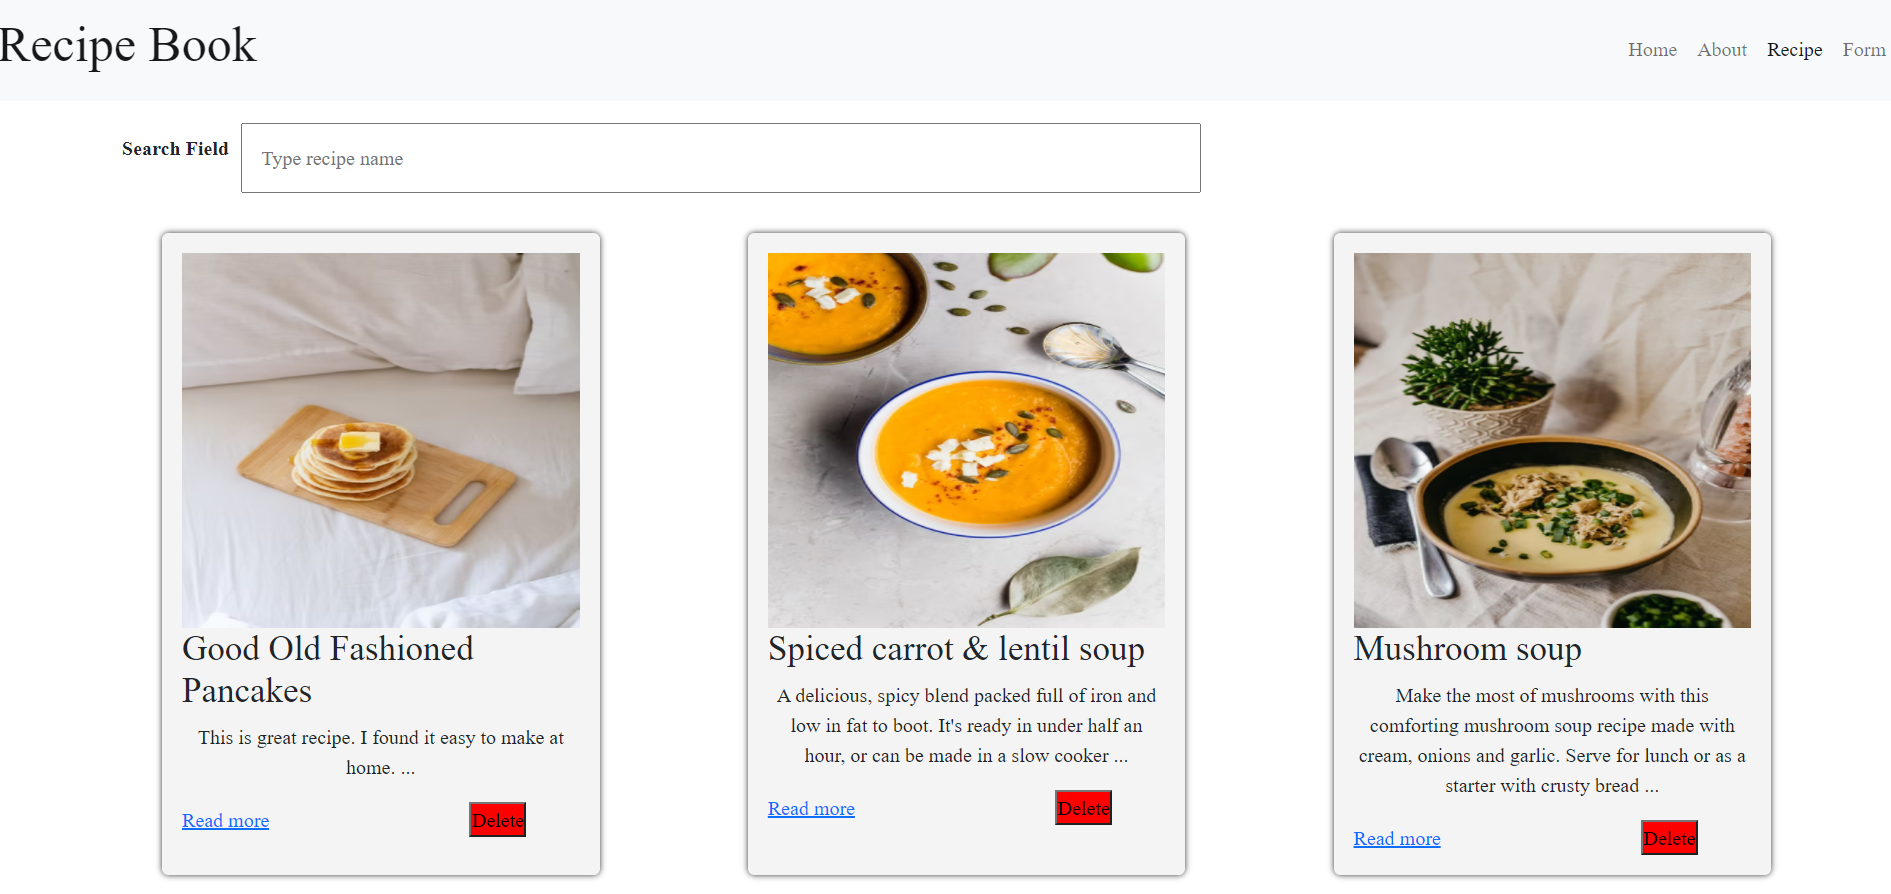 Recipe Book
Home About Recipe Form
Search Field
Type recipe name
Good Old Fashioned
Pancakes
This is great recipe. I found it easy to make at
home. ...
Read more
Delete
Spiced carrot & lentil soup
A delicious, spicy blend packed full of iron and
low in fat to boot. It's ready in under half an
hour, or can be made in a slow cooker ...
Read more
Delete
Mushroom soup
Make the most of mushrooms with this
comforting mushroom soup recipe made with
cream, onions and garlic. Serve for lunch or as a
starter with crusty bread ...
Read more
Delete